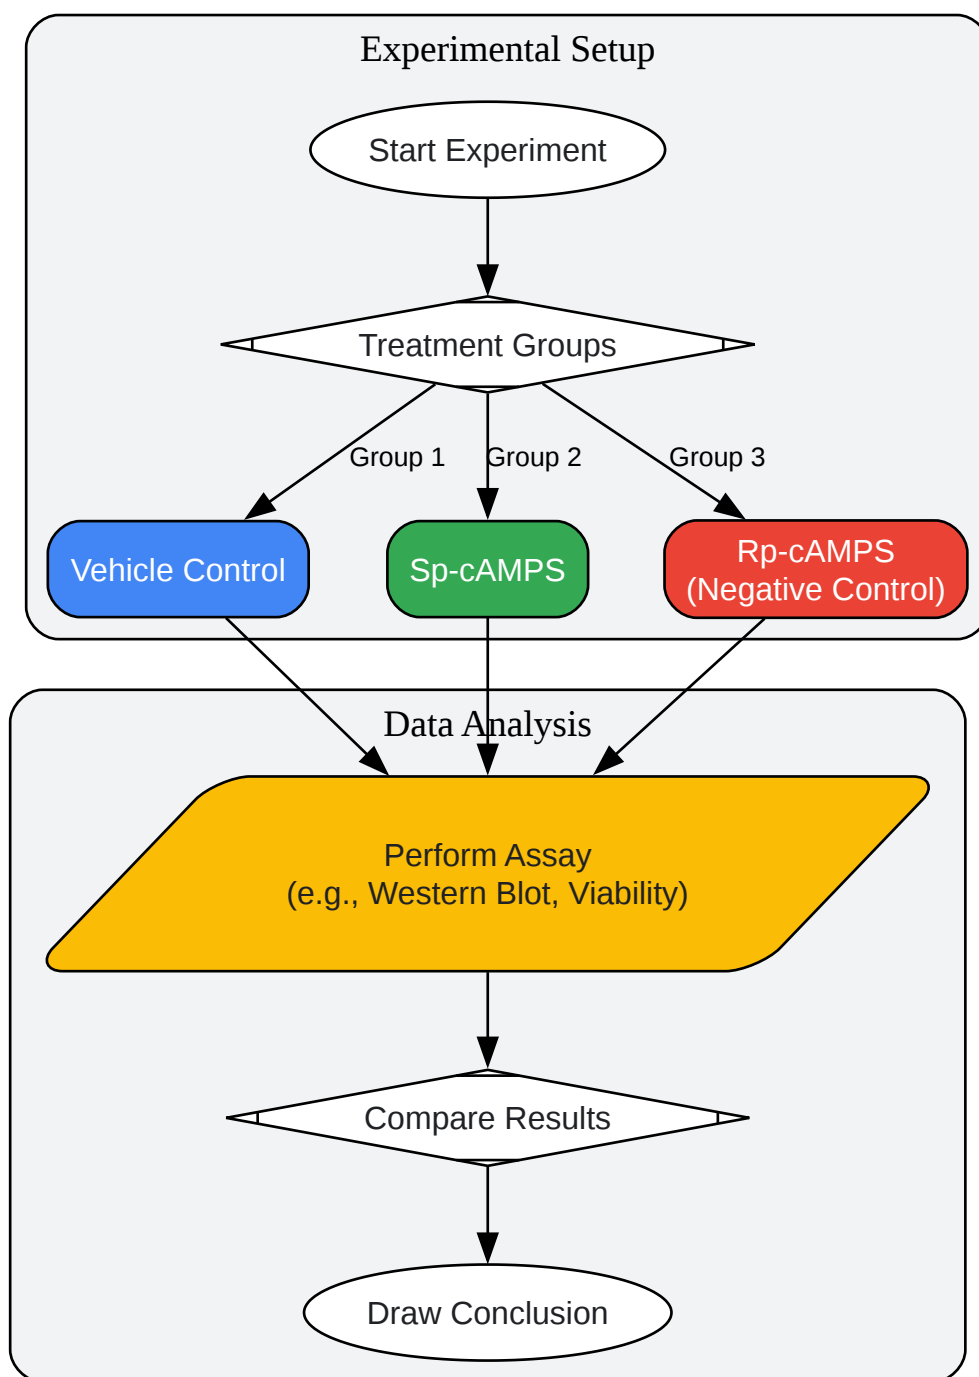 Experimental Setup
Start Experiment
Treatment Groups
Group 1
Group 2
Group 3
Vehicle Control
Sp-cAMPS
Rp-cAMPS
(Negative Control)
Data Analysis
Perform Assay
(e.g., Western Blot, Viability)
Compare Results
Draw Conclusion